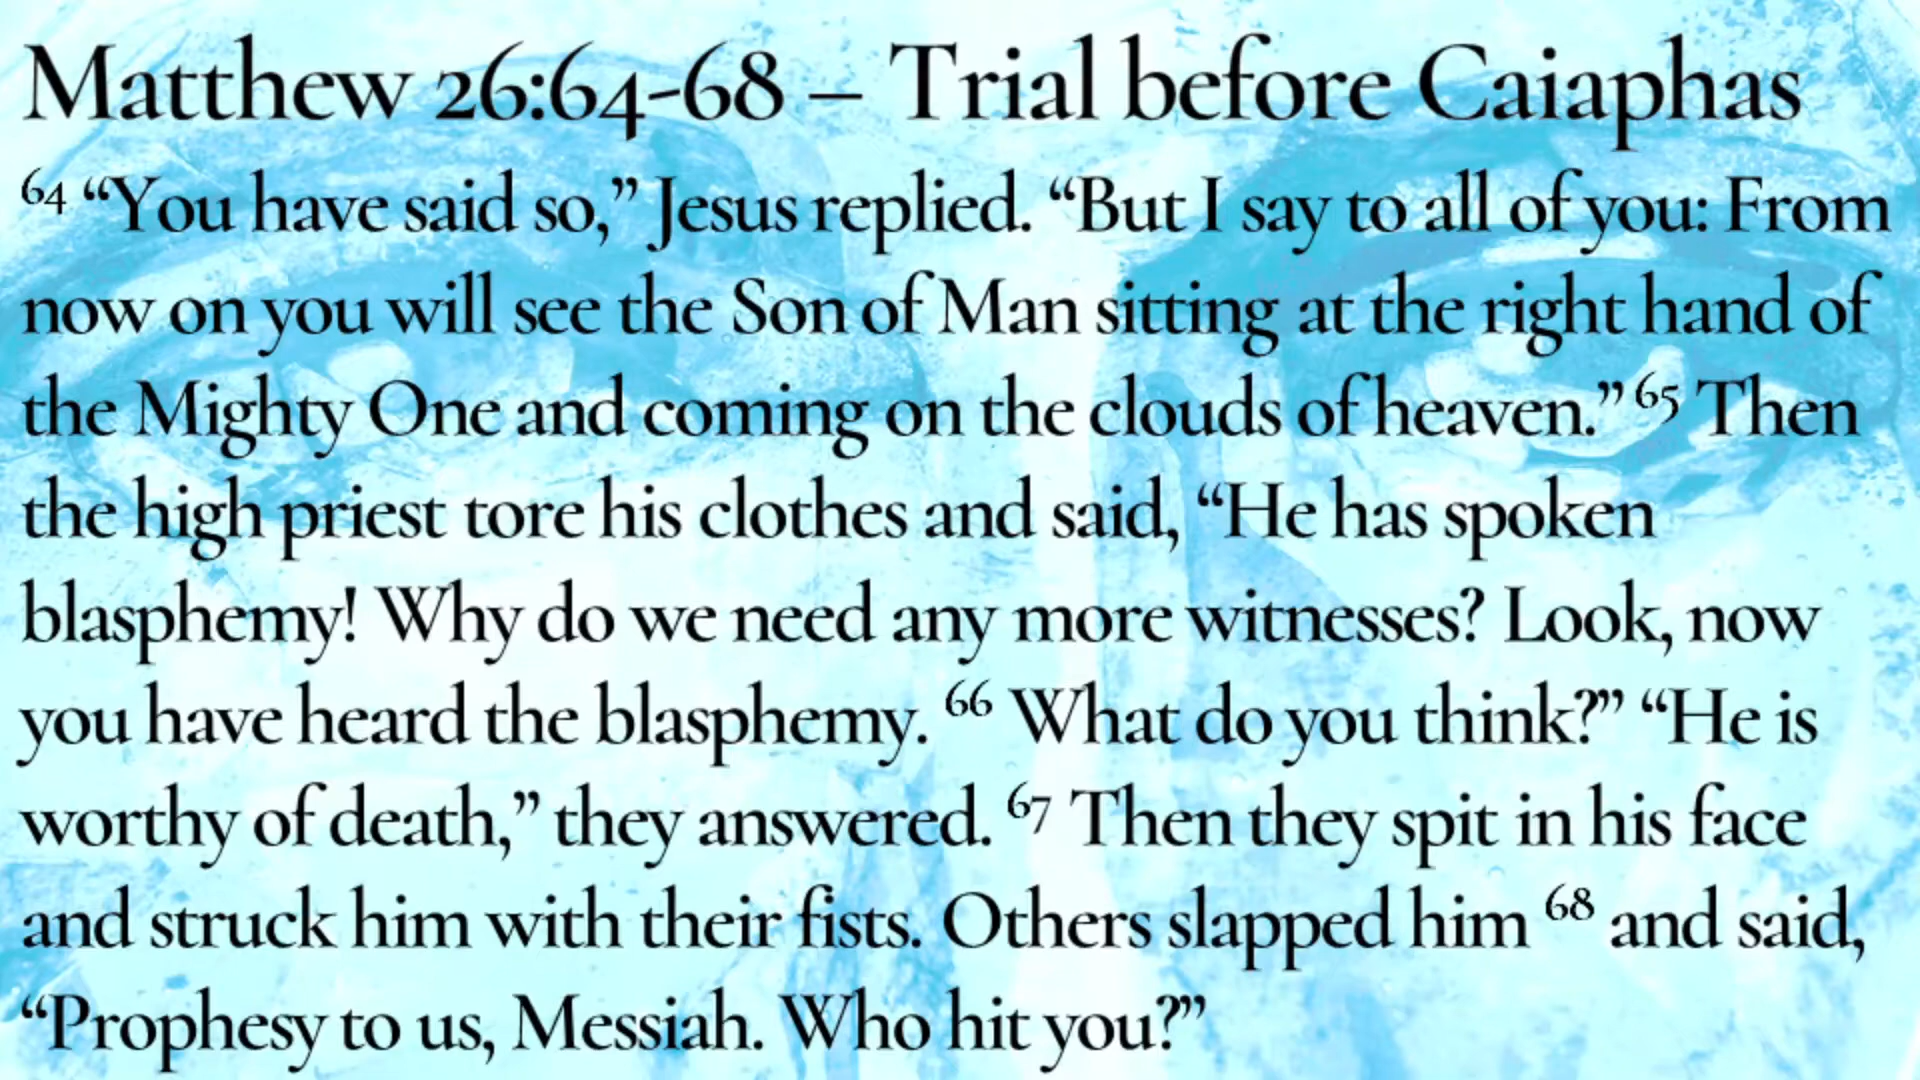 Matthew 26:64-68 – Trial before Caiaphas
64 “You have said so,” Jesus replied. “But I say to all of you: From
now on you will see the Son of Man sitting at the right hand of
the Mighty One and coming on the clouds of heaven.” 65 Then
the high priest tore his clothes and said, “He has spoken
blasphemy! Why do we need any more witnesses? Look, now
you have heard the blasphemy. 66 What do you think?” “He is
worthy of death,” they answered. 67 Then they spit in his face
and struck him with their fists. Others slapped him 68 and said,
“Prophesy to us, Messiah. Who hit you?”